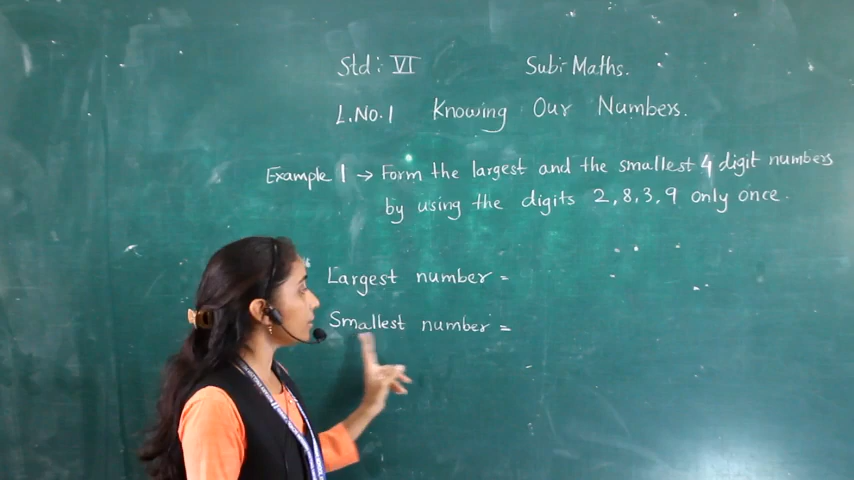 Std: VI Sub:- Maths.
L.No.1 Knowing Our Numbers.
Example 1 → Form the largest and the smallest 4 digit numbers
by using the digits 2,8,3,9 only once.
Largest number =
Smallest number =